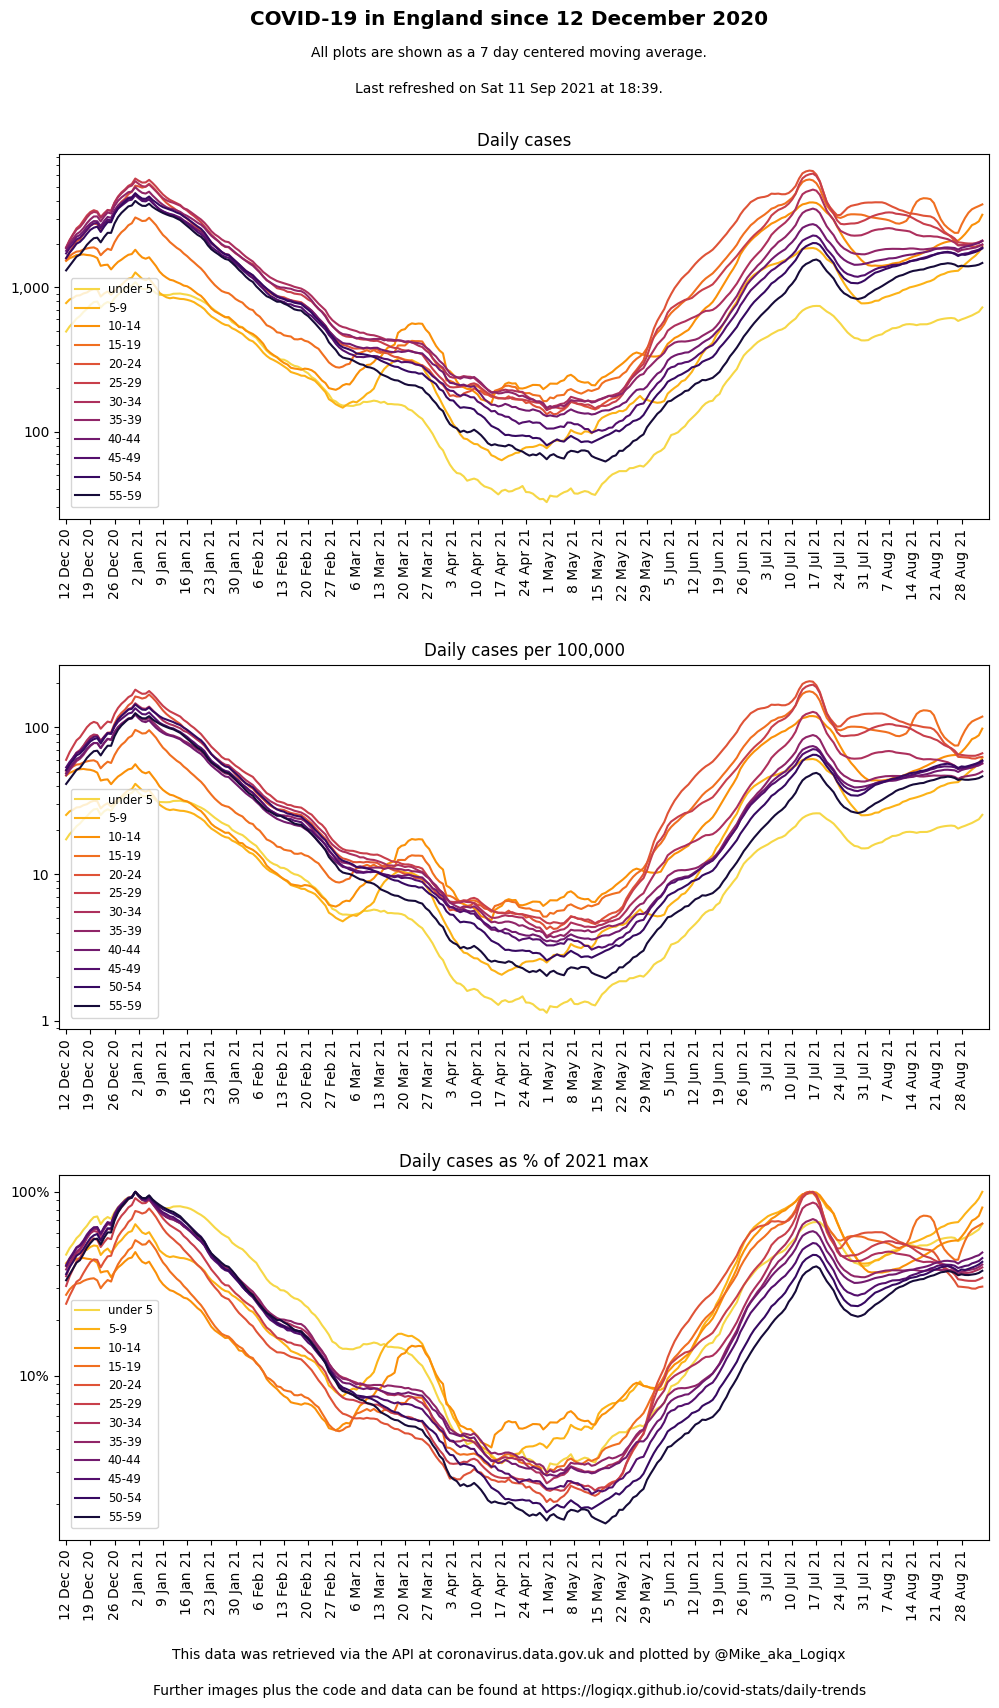 COVID-19 in England since 12 December 2020
All plots are shown as a 7 day centered moving average.
Last refreshed on Sat 11 Sep 2021 at 18:39.
Daily cases
1,000
100
under 5
5-9
10-14
15-19
20-24
25-29
30-34
35-39
40-44
45-49
50-54
55-59
12 Dec 20
19 Dec 20
26 Dec 20
2 Jan 21
9 Jan 21
16 Jan 21
23 Jan 21
30 Jan 21
6 Feb 21
13 Feb 21
20 Feb 21
27 Feb 21
6 Mar 21
13 Mar 21
20 Mar 21
27 Mar 21
3 Apr 21
10 Apr 21
17 Apr 21
24 Apr 21
1 May 21
8 May 21
15 May 21
22 May 21
29 May 21
5 Jun 21
12 Jun 21
19 Jun 21
26 Jun 21
3 Jul 21
10 Jul 21
17 Jul 21
24 Jul 21
31 Jul 21
7 Aug 21
14 Aug 21
21 Aug 21
28 Aug 21
Daily cases per 100,000
100
10
1
under 5
5-9
10-14
15-19
20-24
25-29
30-34
35-39
40-44
45-49
50-54
55-59
12 Dec 20
19 Dec 20
26 Dec 20
2 Jan 21
9 Jan 21
16 Jan 21
23 Jan 21
30 Jan 21
6 Feb 21
13 Feb 21
20 Feb 21
27 Feb 21
6 Mar 21
13 Mar 21
20 Mar 21
27 Mar 21
3 Apr 21
10 Apr 21
17 Apr 21
24 Apr 21
1 May 21
8 May 21
15 May 21
22 May 21
29 May 21
5 Jun 21
12 Jun 21
19 Jun 21
26 Jun 21
3 Jul 21
10 Jul 21
17 Jul 21
24 Jul 21
31 Jul 21
7 Aug 21
14 Aug 21
21 Aug 21
28 Aug 21
Daily cases as % of 2021 max
100%
10%
under 5
5-9
10-14
15-19
20-24
25-29
30-34
35-39
40-44
45-49
50-54
55-59
12 Dec 20
19 Dec 20
26 Dec 20
2 Jan 21
9 Jan 21
16 Jan 21
23 Jan 21
30 Jan 21
6 Feb 21
13 Feb 21
20 Feb 21
27 Feb 21
6 Mar 21
13 Mar 21
20 Mar 21
27 Mar 21
3 Apr 21
10 Apr 21
17 Apr 21
24 Apr 21
1 May 21
8 May 21
15 May 21
22 May 21
29 May 21
5 Jun 21
12 Jun 21
19 Jun 21
26 Jun 21
3 Jul 21
10 Jul 21
17 Jul 21
24 Jul 21
31 Jul 21
7 Aug 21
14 Aug 21
21 Aug 21
28 Aug 21
This data was retrieved via the API at coronavirus.data.gov.uk and plotted by @Mike_aka_Logiqx
Further images plus the code and data can be found at https://logiqx.github.io/covid-stats/daily-trends